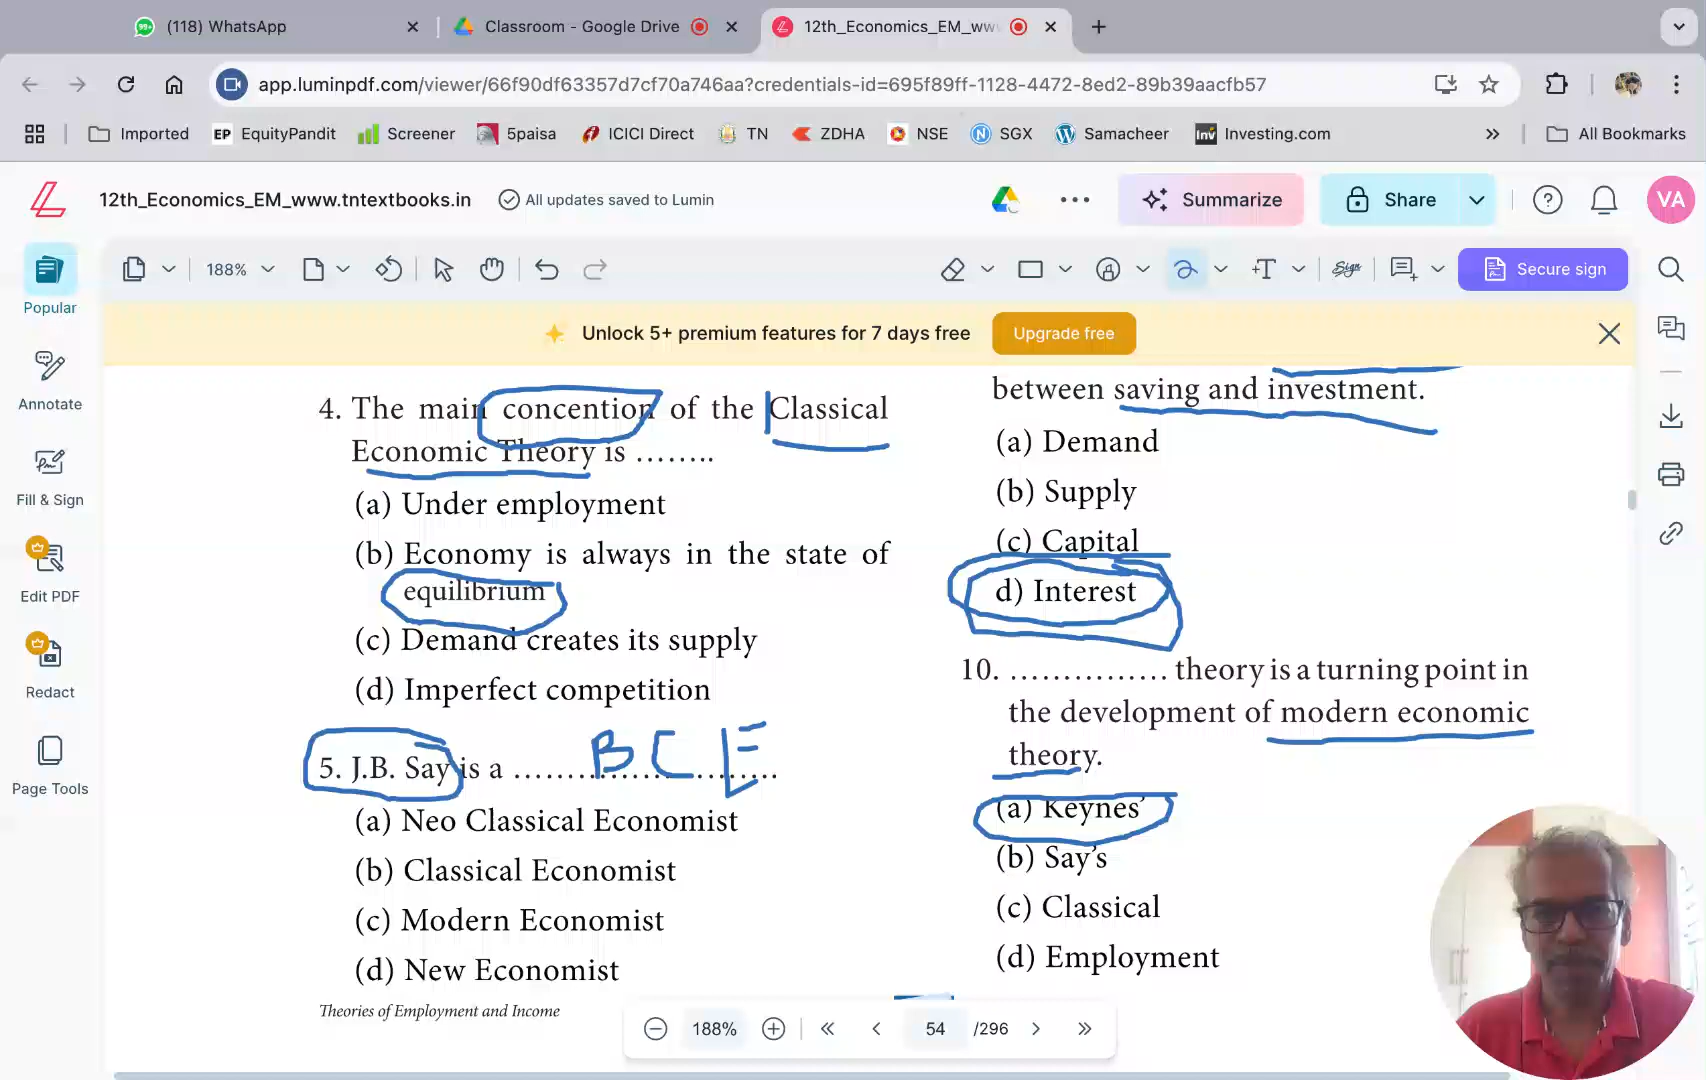 (118) WhatsApp
Classroom - Google Drive
12th_Economics_EM_ww
app.luminpdf.com/viewer/66f90df63357d7cf70a746aa?credentials-id=695f89ff-1128-4472-8ed2-89b39aacfb57
Imported
EP EquityPandit
Screener
5paisa
ICICI Direct
TN
ZDHA
NSE
SGX
Samacheer
Inv Investing.com
All Bookmarks
12th_Economics_EM_www.tntextbooks.in
All updates saved to Lumin
Summarize
Share
VA
Popular
188%
Sign
Secure sign
Unlock 5+ premium features for 7 days free
Upgrade free
Annotate
Fill & Sign
Edit PDF
Redact
Page Tools
4. The main concention of the Classical
Economic Theory is ........
(a) Under employment
(b) Economy is always in the state of
equilibrium
(c) Demand creates its supply
(d) Imperfect competition
B C E
5. J.B. Say is a ............................
(a) Neo Classical Economist
(b) Classical Economist
(c) Modern Economist
(d) New Economist
Theories of Employment and Income
between saving and investment.
(a) Demand
(b) Supply
(c) Capital
d) Interest
10. ............... theory is a turning point in
the development of modern economic
theory.
(a) Keynes’
(b) Say’s
(c) Classical
(d) Employment
188%
54
/296